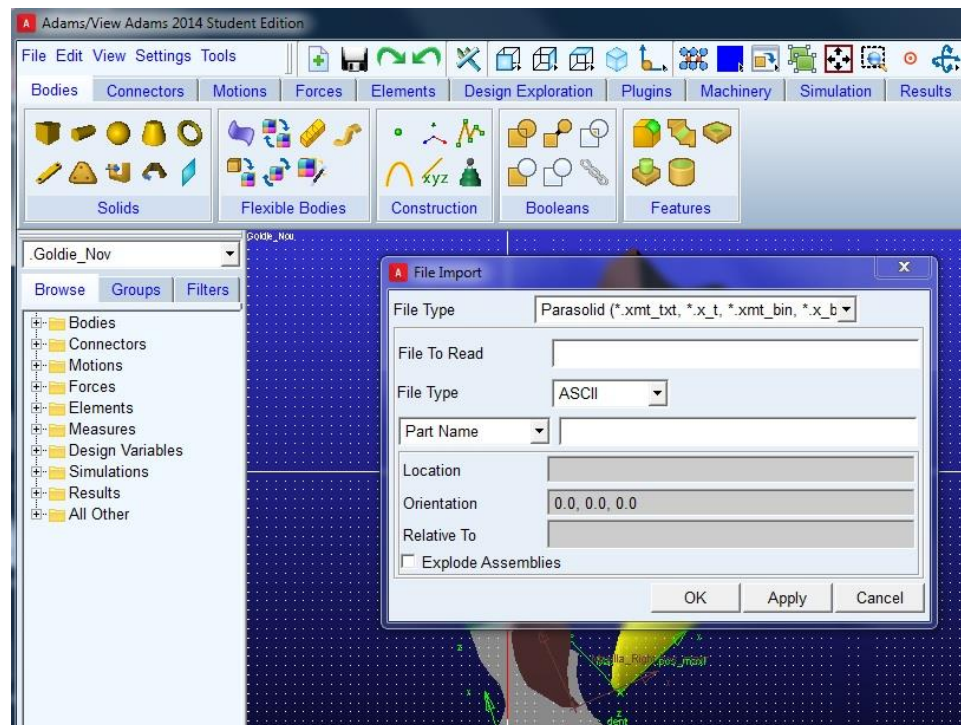 Adams/View Adams 2014 Student Edition
File Edit View Settings Tools
Bodies Connectors Motions Forces Elements Design Exploration Plugins Machinery Simulation Results
xyz
Solids Flexible Bodies Construction Booleans Features
.Goldie_Nov
Goldie_Nov
Browse Groups Filters
Bodies
Connectors
Motions
Forces
Elements
Measures
Design Variables
Simulations
Results
All Other
File Import
File Type Parasolid (*.xmt_txt, *.x_t, *.xmt_bin, *.x_b
File To Read
File Type ASCII
Part Name
Location
Orientation 0.0, 0.0, 0.0
Relative To
Explode Assemblies
OK Apply Cancel
dent